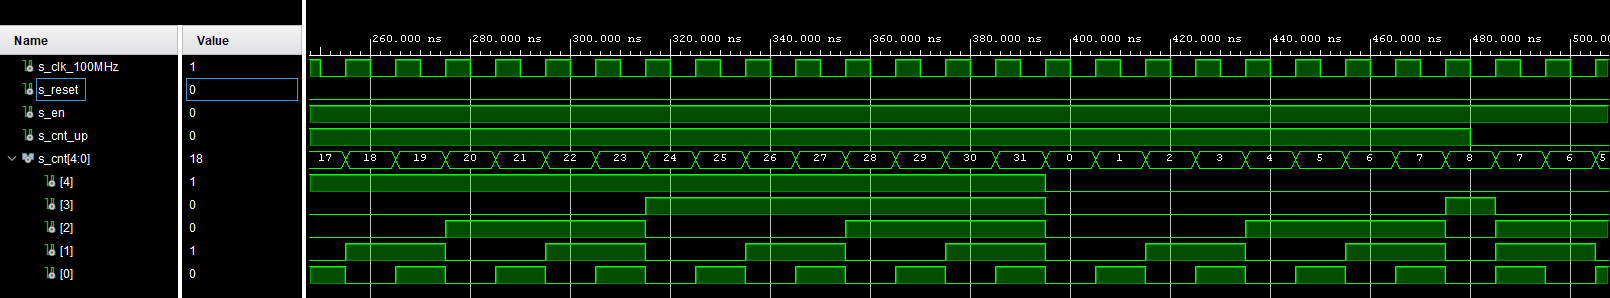 Name Value
260.000 ns 280.000 ns 300.000 ns 320.000 ns 340.000 ns 360.000 ns 380.000 ns 400.000 ns 420.000 ns 440.000 ns 460.000 ns 480.000 ns 500.0
s_clk_100MHz 1
s_reset 0
s_en 0
s_cnt_up 0
s_cnt[4:0] 18 17 18 19 20 21 22 23 24 25 26 27 28 29 30 31 0 1 2 3 4 5 6 7 8 7 6 5
[4] 1
[3] 0
[2] 0
[1] 1
[0] 0